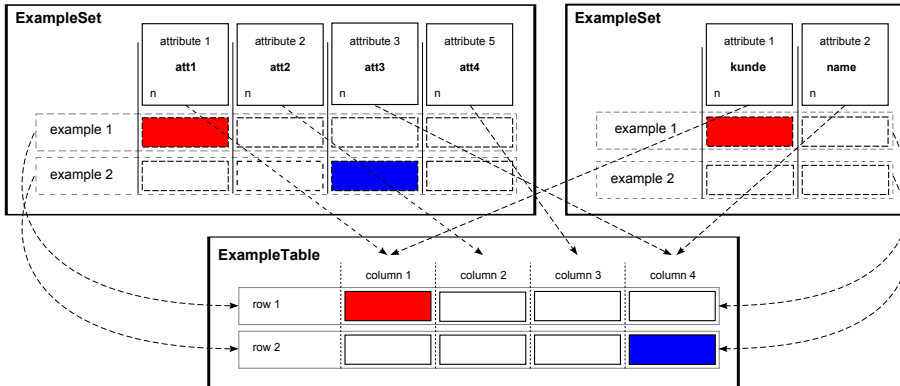 ExampleSet
attribute 1
attribute 2
attribute 3
attribute 5
att1
att2
att3
att4
n
n
n
n
example 1
example 2
ExampleSet
attribute 1
attribute 2
kunde
name
n
n
example 1
example 2
ExampleTable
column 1
column 2
column 3
column 4
row 1
row 2